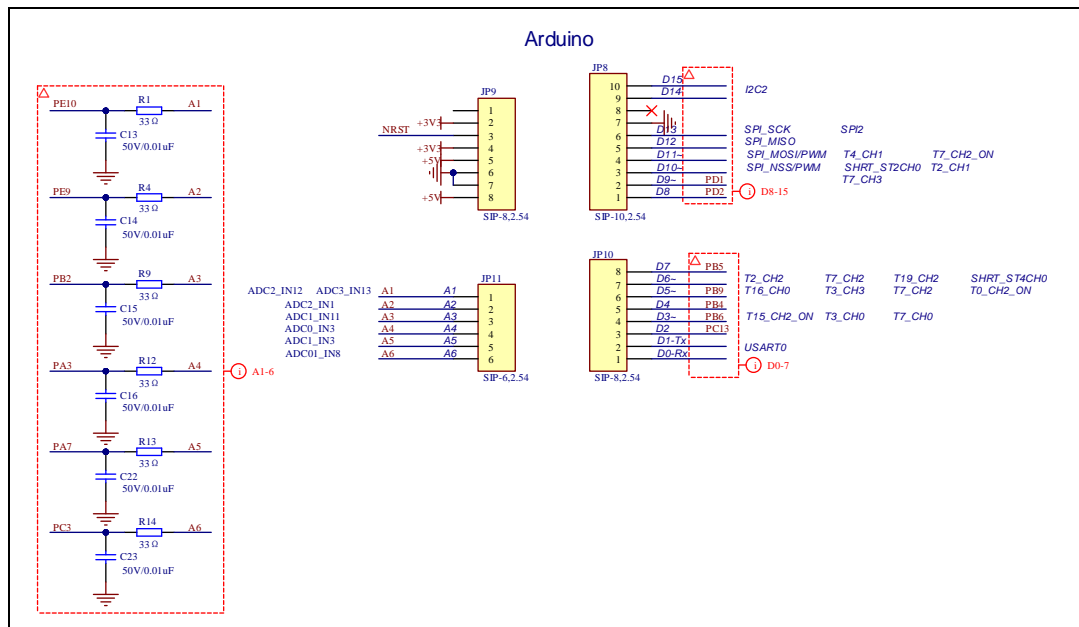 Arduino
PE10 R1 A1
33Ω
C13
50V/0.01uF
PE9 R4 A2
33Ω
C14
50V/0.01uF
PB2 R9 A3
33Ω
C15
50V/0.01uF
PA3 R12 A4
33Ω
C16
50V/0.01uF
PA7 R13 A5
33Ω
C22
50V/0.01uF
PC3 R14 A6
33Ω
C23
50V/0.01uF
i A1-6
JP9
1
+3V3 2
NRST 3
+3V3 4
+5V 5
6
7
+5V 8
SIP-8,2.54
JP8
10 D15 I2C2
9 D14
8
7
6 D13 SPI_SCK SPI2
5 D12 SPI_MISO
4 D11~ SPI_MOSI/PWM T4_CH1 T7_CH2_ON
3 D10~ SPI_NSS/PWM SHRT_ST2CH0 T2_CH1
2 D9~ PD1 T7_CH3
1 D8 PD2
i D8-15
SIP-10,2.54
JP11
ADC2_IN12 ADC3_IN13 A1 A1 1
ADC2_IN1 A2 A2 2
ADC1_IN11 A3 A3 3
ADC0_IN3 A4 A4 4
ADC1_IN3 A5 A5 5
ADC01_IN8 A6 A6 6
SIP-6,2.54
JP10
8 D7 PB5
7 D6~ T2_CH2 T7_CH2 T19_CH2 SHRT_ST4CH0
6 D5~ PB9 T16_CH0 T3_CH3 T7_CH2 T0_CH2_ON
5 D4 PB4
4 D3~ PB6 T15_CH2_ON T3_CH0 T7_CH0
3 D2 PC13
2 D1-Tx USART0
1 D0-Rx
i D0-7
SIP-8,2.54